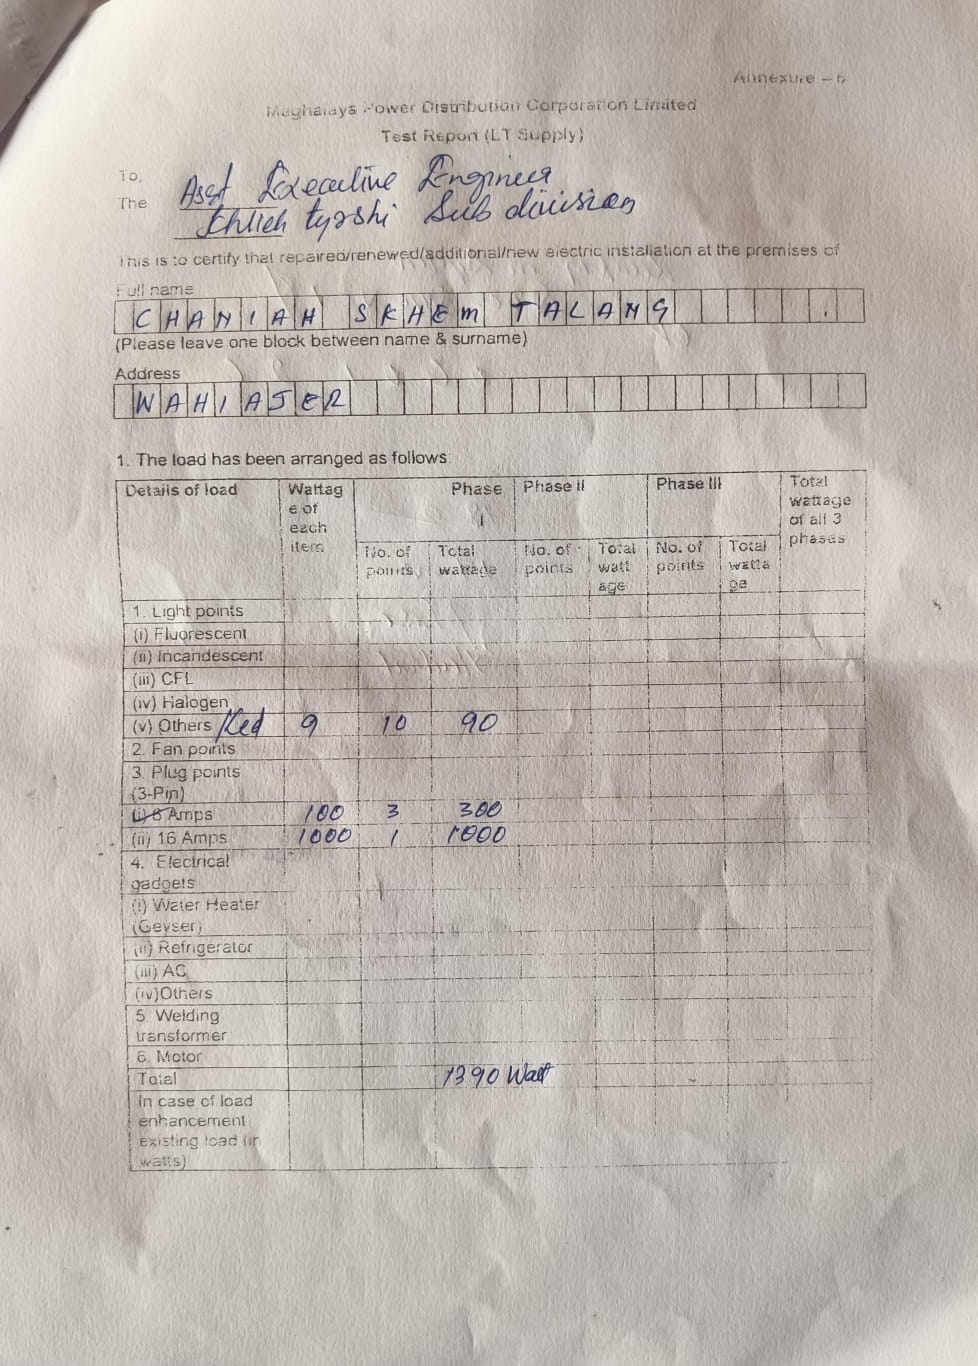 Annexure – 6
Meghalaya Power Distribution Corporation Limited
Test Report (LT Supply)
To,
The Asst Executive Engineer
Khlieh tyrshi Sub division
This is to certify that repaired/renewed/additional/new electric installation at the premises of
Full name
CHANIAH SKHEM TALANG
(Please leave one block between name & surname)
Address
WAHIAJER
1. The load has been arranged as follows:
Details of load Wattag e of each item Phase I Phase II Phase III Total wattage of all 3 phases
No. of points Total wattage No. of points Total watt age No. of points Total watta ge
1. Light points
(i) Fluorescent
(ii) Incandescent
(iii) CFL
(iv) Halogen
(v) Others Led 9 10 90
2. Fan points
3. Plug points
(3-Pin)
(i) 6 Amps 100 3 300
(ii) 16 Amps 1000 1 1000
4. Electrical
gadgets
(i) Water Heater
(Geyser)
(ii) Refrigerator
(iii) AC
(iv)Others
5. Welding
transformer
6. Motor
Total 1390 Watt
In case of load
enhancement
existing load (in
watts)